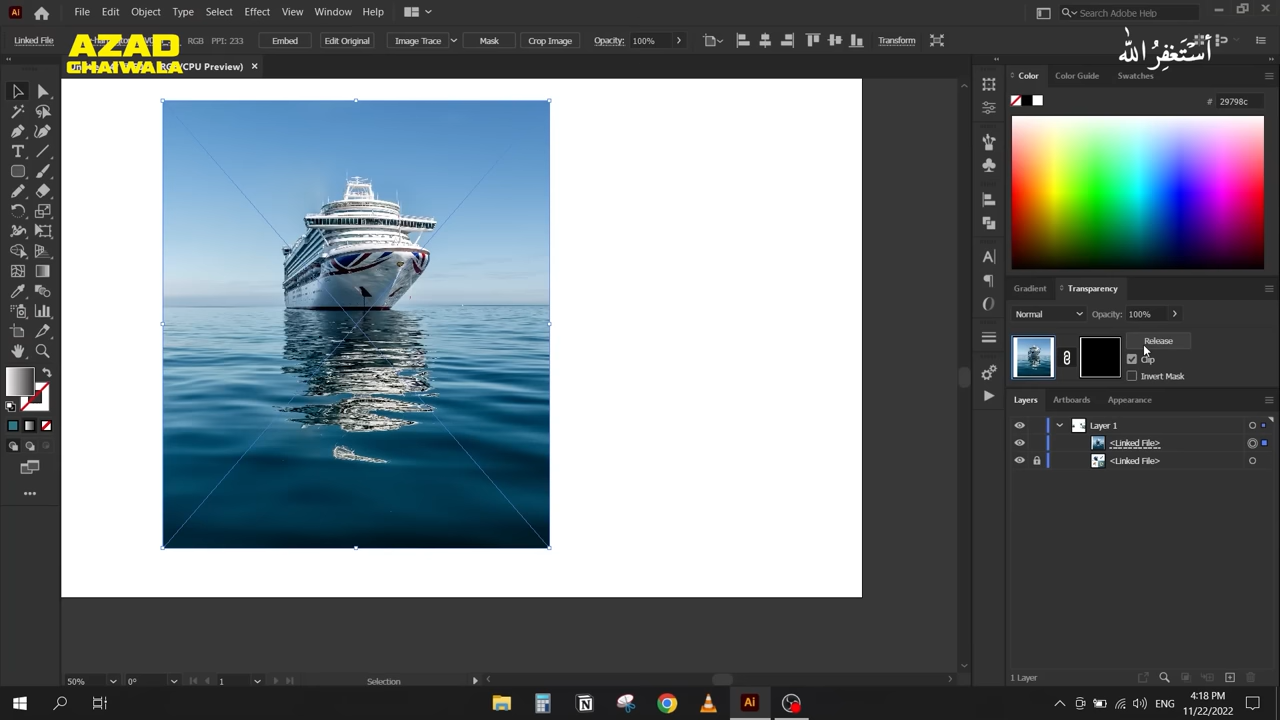 Ai File Edit Object Type Select Effect View Window Help Search Adobe Help
Linked File RGB PPI: 233 Embed Edit Original Image Trace Mask Crop Image Opacity: 100% Transform
AZAD
CHAIWALA
أستغفر الله
(CPU Preview) ×
Color Color Guide Swatches
# 29798c
Gradient Transparency
Normal Opacity: 100%
Release
Clip
Invert Mask
Layers Artboards Appearance
Layer 1
<Linked File>
<Linked File>
50% 0° 1 Selection 1 Layer
ENG 4:18 PM
11/22/2022